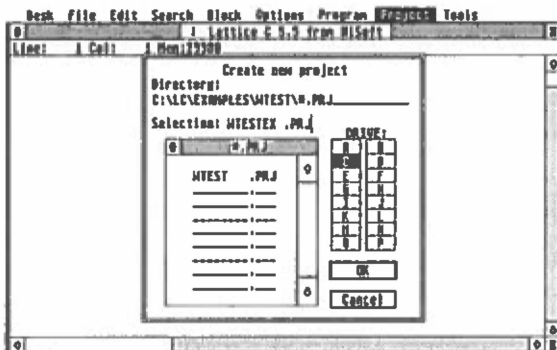 Desk File Edit Search Block Options Program Project Tools
Lattice C 5.5 from HiSoft
Line: 1 Col: 1 Mem:
Create new project
Directory:
C:\LC\EXAMPLES\WTEST\*.PRJ
Selection: WTESTEX .PRJ
*.PRJ
WTEST .PRJ
DRIVE:
A B
C D
E F
G H
I J
K L
M N
O P
OK
Cancel